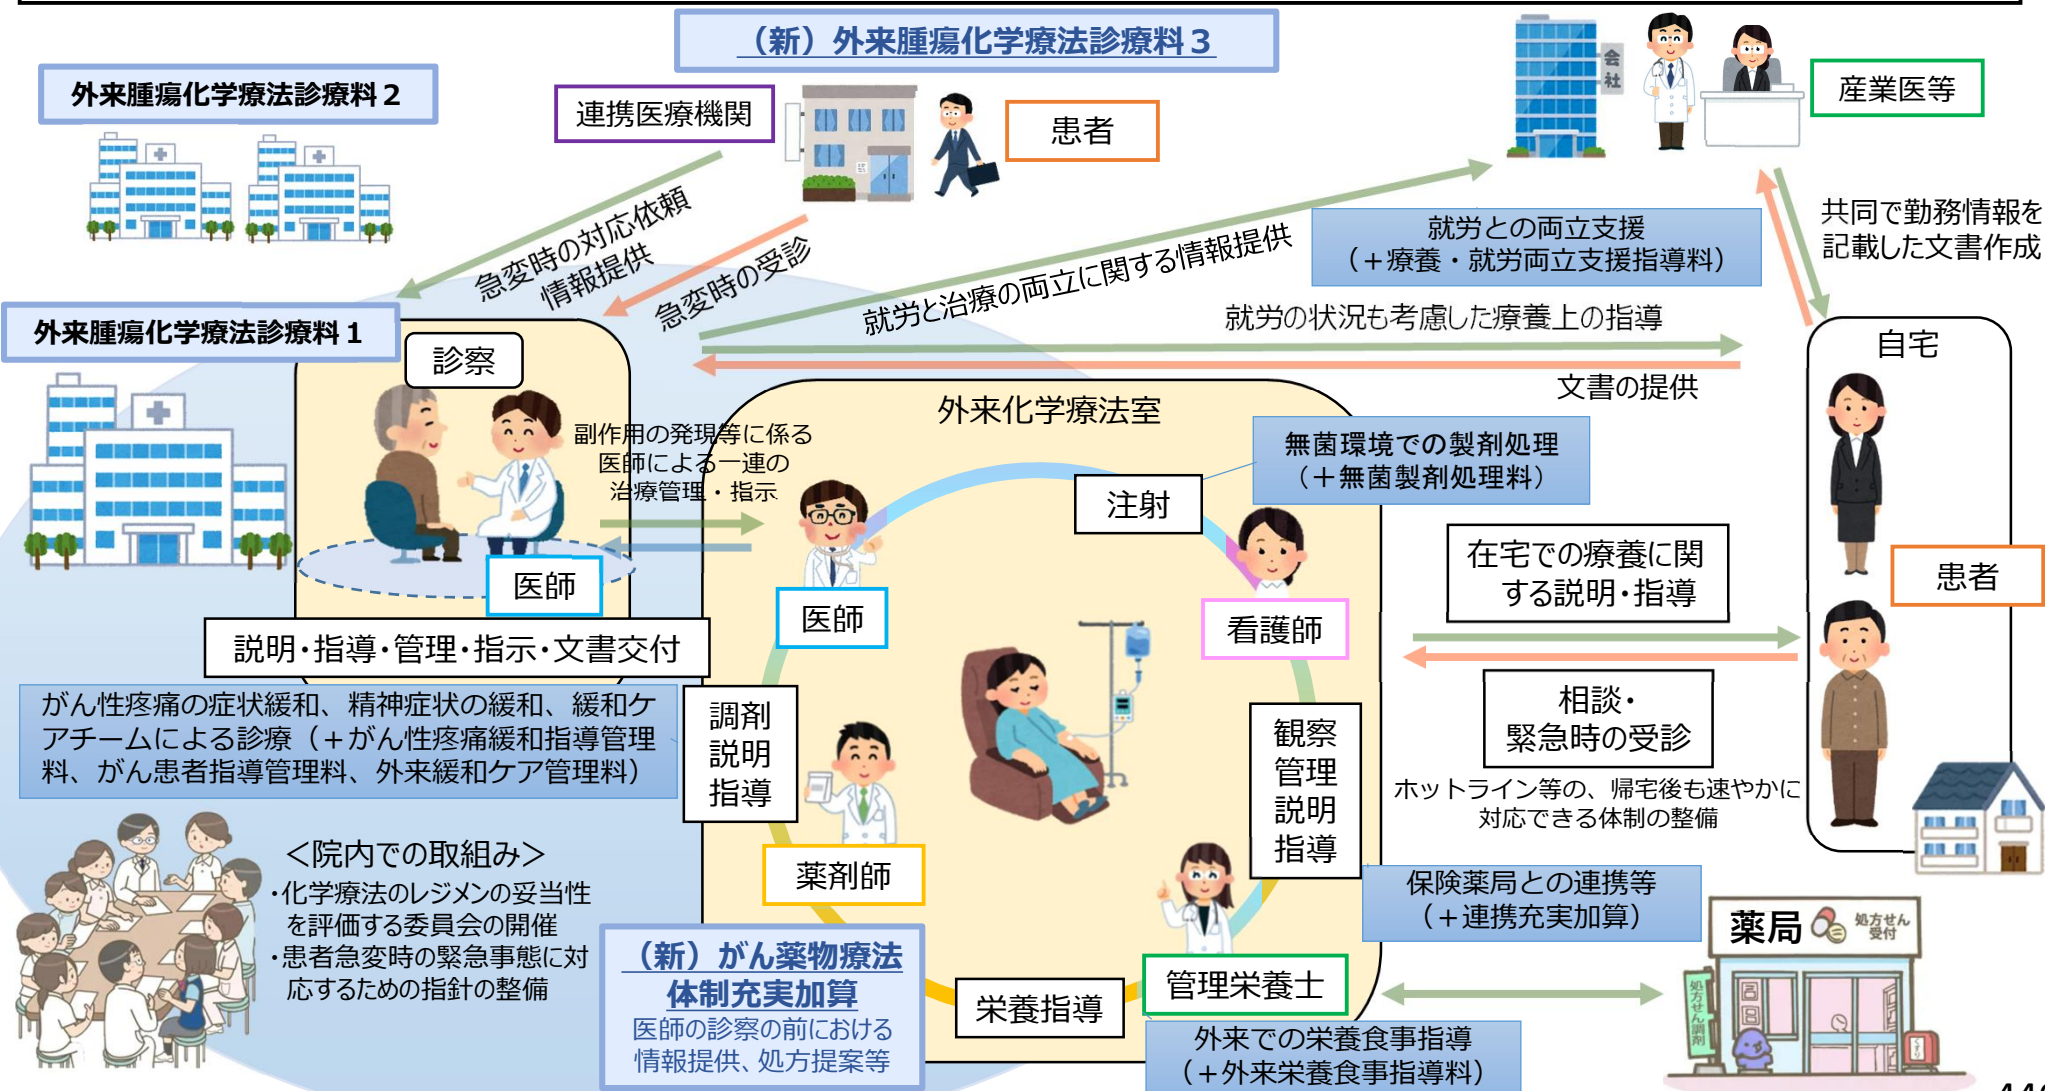 （新）外来腫瘍化学療法診療料３
外来腫瘍化学療法診療料２
連携医療機関
患者
会社
産業医等
急変時の対応依頼
情報提供
急変時の受診
就労と治療の両立に関する情報提供
就労との両立支援
（＋療養・就労両立支援指導料）
共同で勤務情報を
記載した文書作成
外来腫瘍化学療法診療料１
就労の状況も考慮した療養上の指導
文書の提供
自宅
診察
外来化学療法室
副作用の発現等に係る
医師による一連の
治療管理・指示
無菌環境での製剤処理
（＋無菌製剤処理料）
注射
医師
医師
看護師
在宅での療養に関
する説明・指導
患者
説明・指導・管理・指示・文書交付
がん性疼痛の症状緩和、精神症状の緩和、緩和ケ
アチームによる診療（＋がん性疼痛緩和指導管理
料、がん患者指導管理料、外来緩和ケア管理料）
調剤
説明
指導
観察
管理
説明
指導
相談・
緊急時の受診
ホットライン等の、帰宅後も速やかに
対応できる体制の整備
＜院内での取組み＞
・化学療法のレジメンの妥当性
を評価する委員会の開催
・患者急変時の緊急事態に対
応するための指針の整備
薬剤師
保険薬局との連携等
（＋連携充実加算）
（新）がん薬物療法
体制充実加算
医師の診察の前における
情報提供、処方提案等
管理栄養士
栄養指導
外来での栄養食事指導
（＋外来栄養食事指導料）
薬局
処方せん
受付
処方せん調剤
くすり